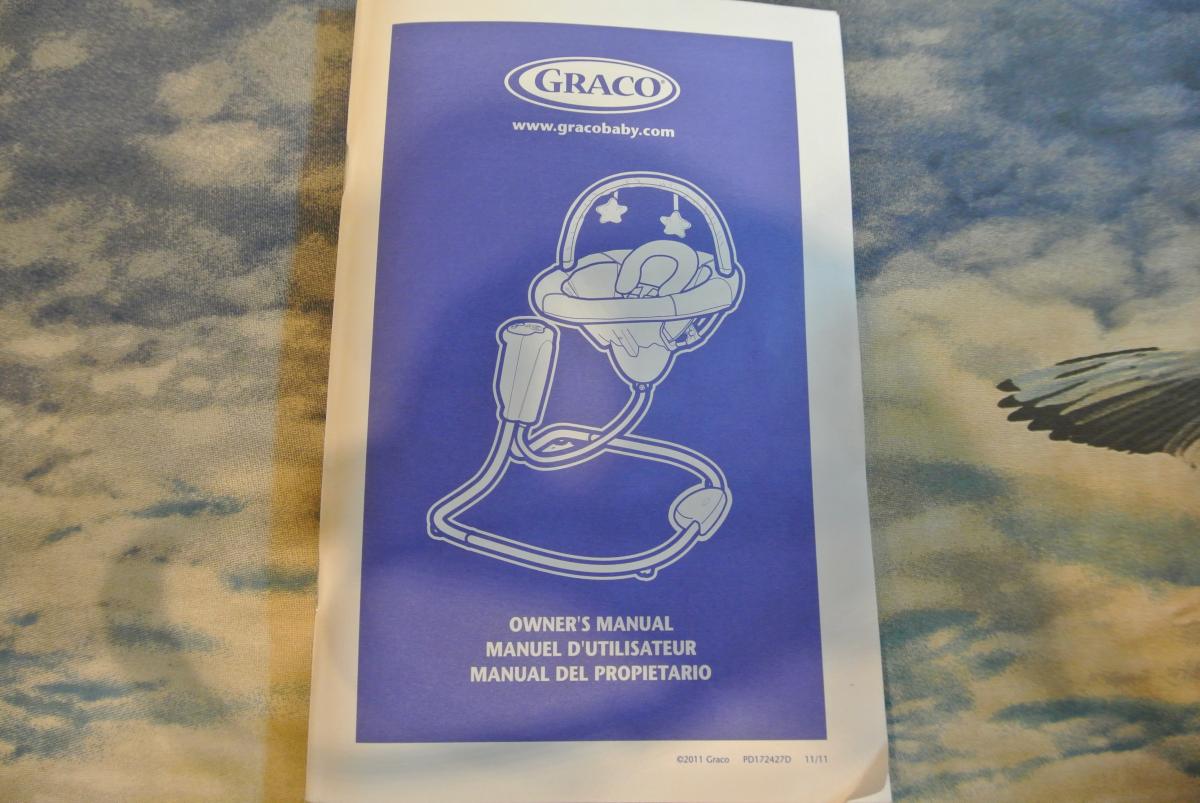 GRACO®
www.gracobaby.com
OWNER'S MANUAL
MANUEL D'UTILISATEUR
MANUAL DEL PROPIETARIO
©2011 Graco PD172427D 11/11